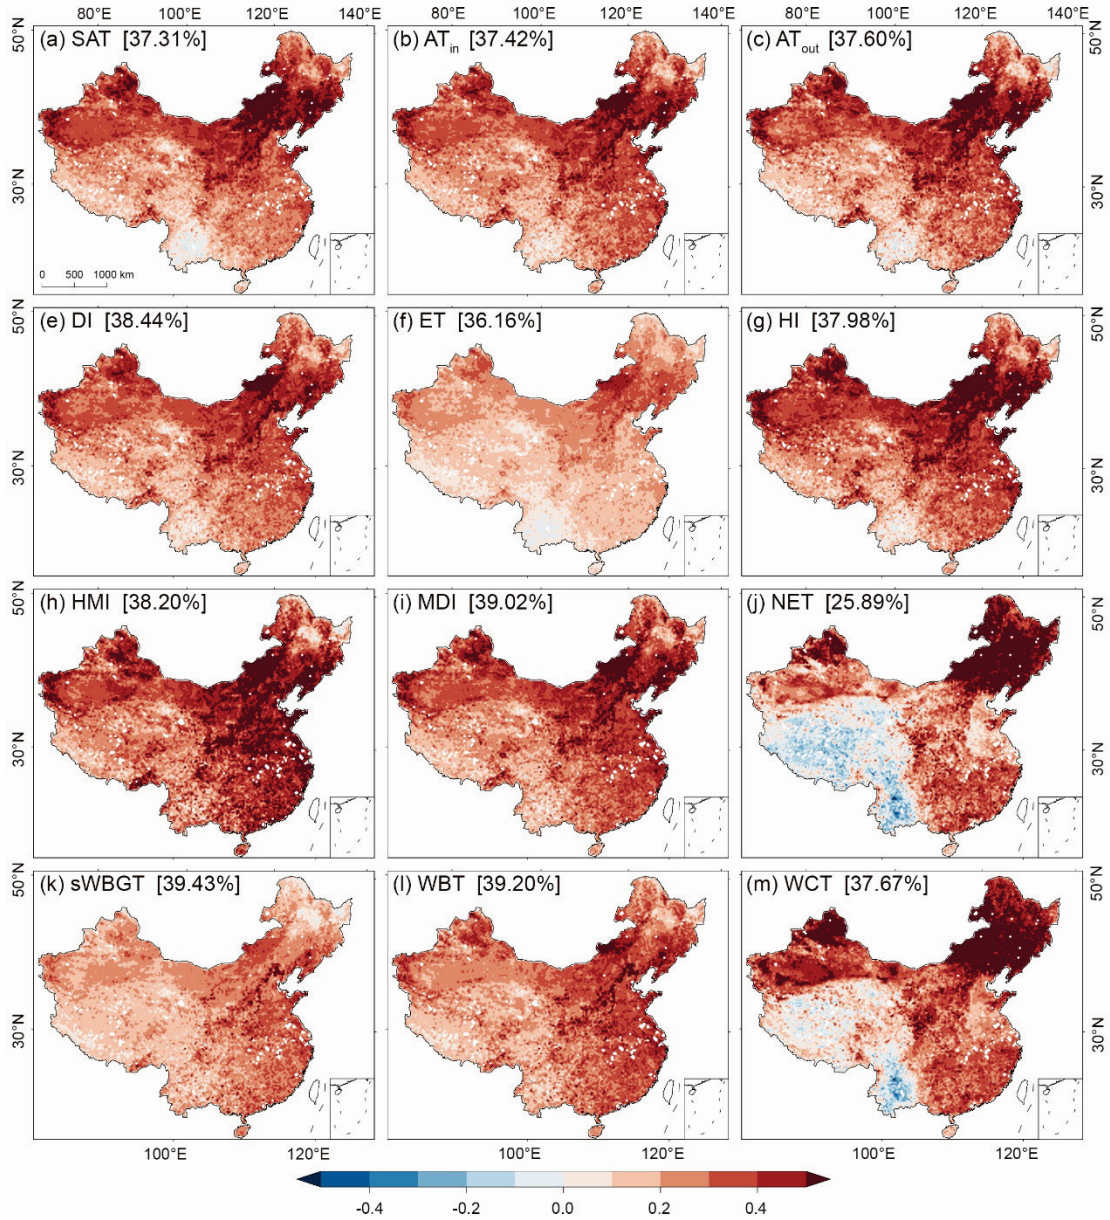 80°E 100°E 120°E 140°E 80°E 100°E 120°E 140°E 80°E 100°E 120°E 140°E
(a) SAT [37.31%] (b) ATin [37.42%] (c) ATout [37.60%]
50°N 50°N
30°N 30°N
0 500 1000 km
(e) DI [38.44%] (f) ET [36.16%] (g) HI [37.98%]
50°N 50°N
30°N 30°N
(h) HMI [38.20%] (i) MDI [39.02%] (j) NET [25.89%]
50°N 50°N
30°N 30°N
(k) sWBGT [39.43%] (l) WBT [39.20%] (m) WCT [37.67%]
50°N 50°N
30°N 30°N
100°E 120°E 100°E 120°E 100°E 120°E
-0.4 -0.2 0.0 0.2 0.4